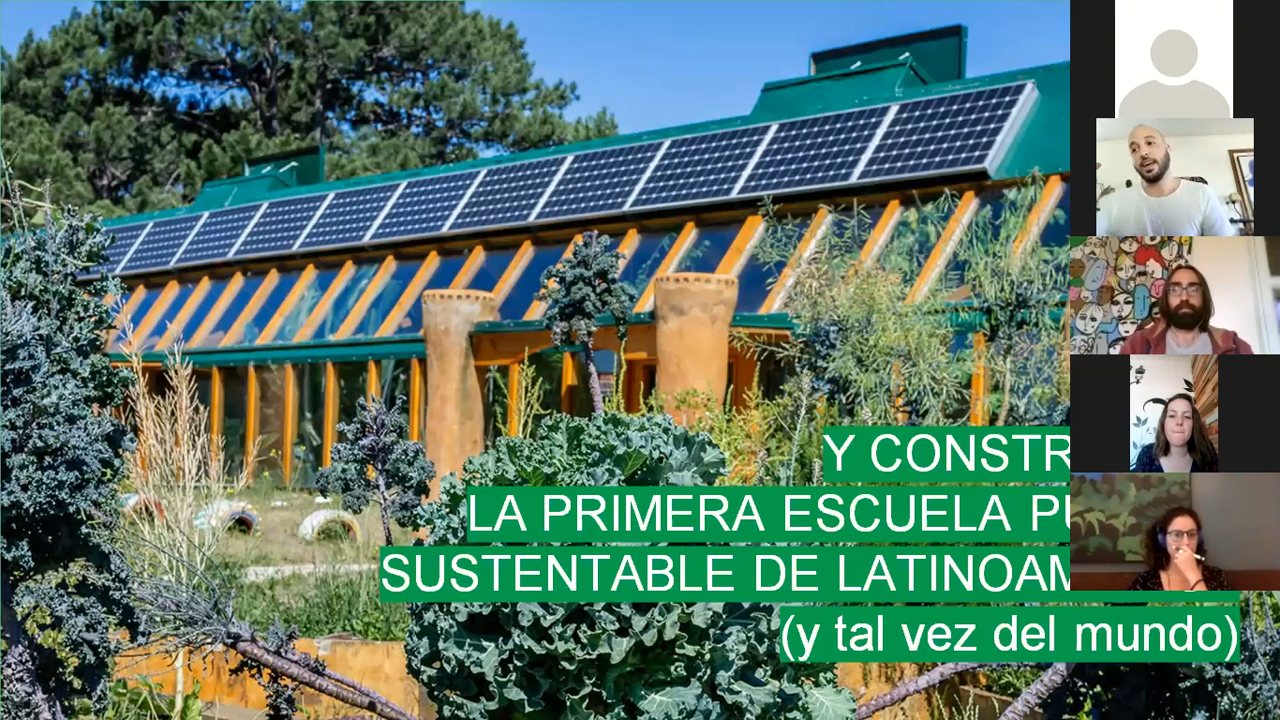 Y CONSTR
LA PRIMERA ESCUELA PU
SUSTENTABLE DE LATINOAM
(y tal vez del mundo)